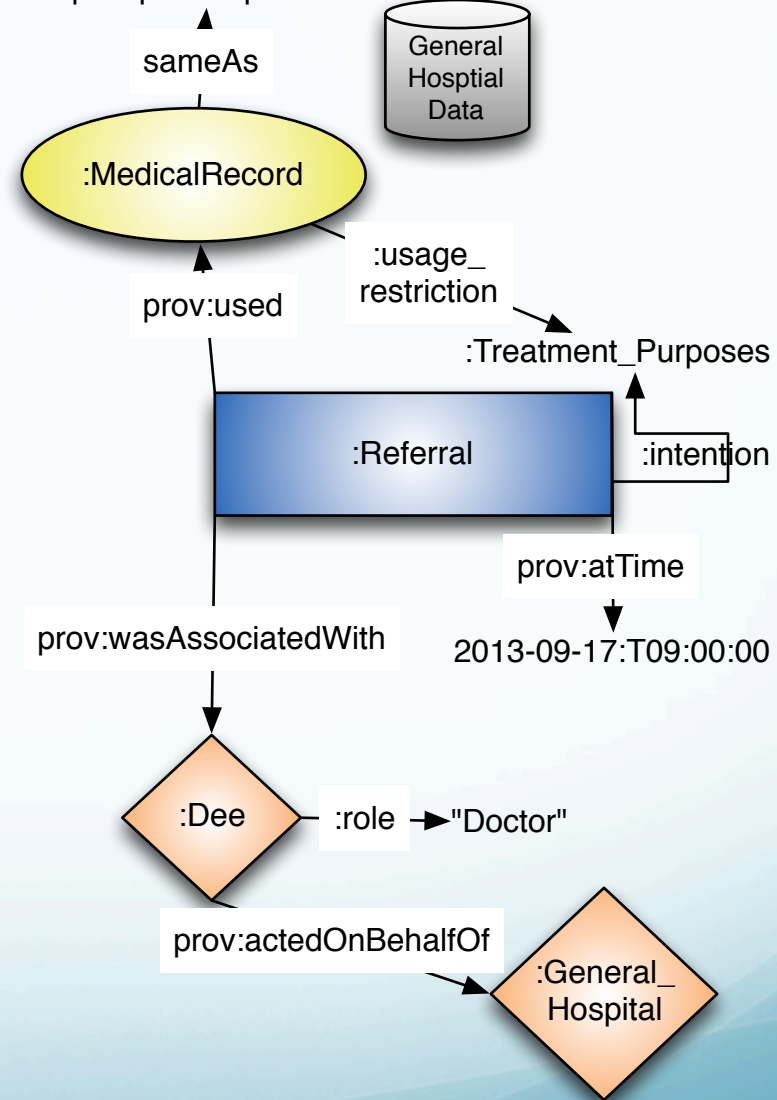 sameAs
General
Hosptial
Data
:MedicalRecord
:usage_
restriction
prov:used
:Treatment_Purposes
:Referral
:intention
prov:atTime
prov:wasAssociatedWith
2013-09-17:T09:00:00
:Dee
:role
"Doctor"
prov:actedOnBehalfOf
:General_
Hospital